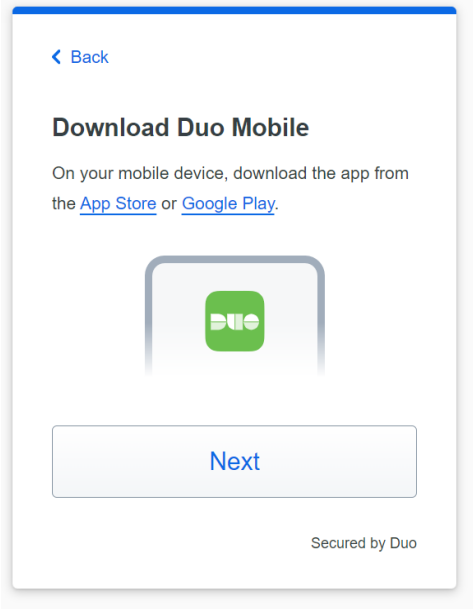 Back
Download Duo Mobile
On your mobile device, download the app from
the App Store or Google Play.
DUO
Next
Secured by Duo